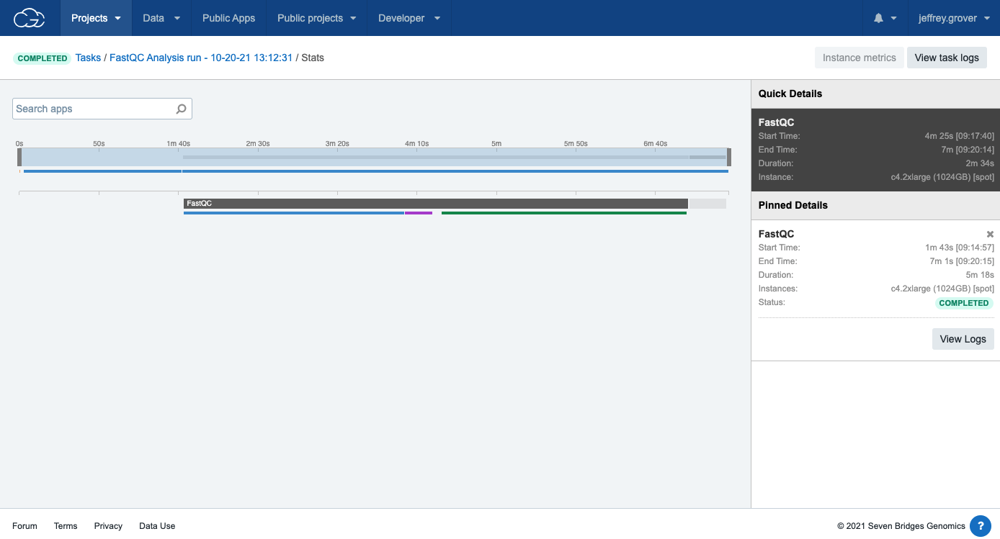 Projects Data Public Apps Public projects Developer jeffrey.grover
COMPLETED Tasks / FastQC Analysis run - 10-20-21 13:12:31 / Stats Instance metrics View task logs
Search apps
0s 50s 1m 40s 2m 30s 3m 20s 4m 10s 5m 5m 50s 6m 40s
FastQC
Quick Details
FastQC
Start Time: 4m 25s [09:17:40]
End Time: 7m [09:20:14]
Duration: 2m 34s
Instance: c4.2xlarge (1024GB) [spot]
Pinned Details
FastQC
Start Time: 1m 43s [09:14:57]
End Time: 7m 1s [09:20:15]
Duration: 5m 18s
Instances: c4.2xlarge (1024GB) [spot]
Status: COMPLETED
View Logs
Forum Terms Privacy Data Use © 2021 Seven Bridges Genomics ?